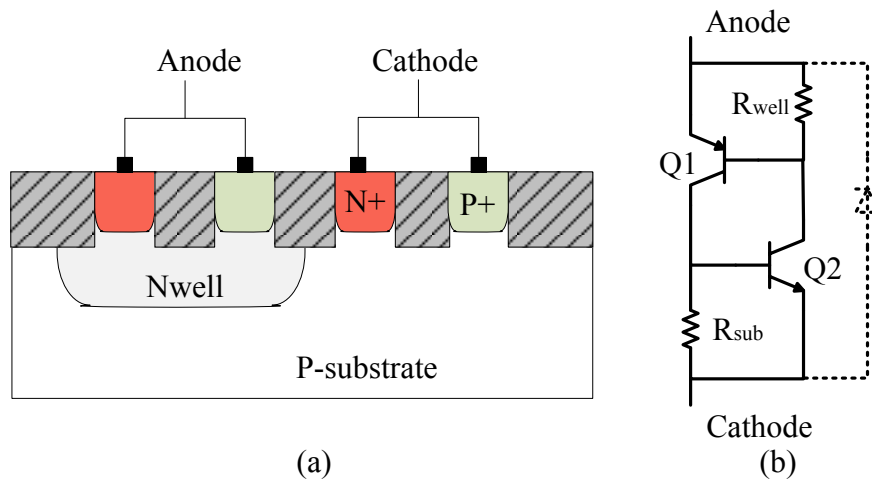 Anode
Cathode
N+
P+
Nwell
P-substrate
(a)
Anode
Rwell
Q1
Q2
Rsub
Cathode
(b)